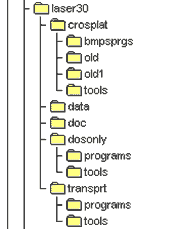 laser30
crosplat
bmpsprgs
old
old1
tools
data
doc
dosonly
programs
tools
transprt
programs
tools